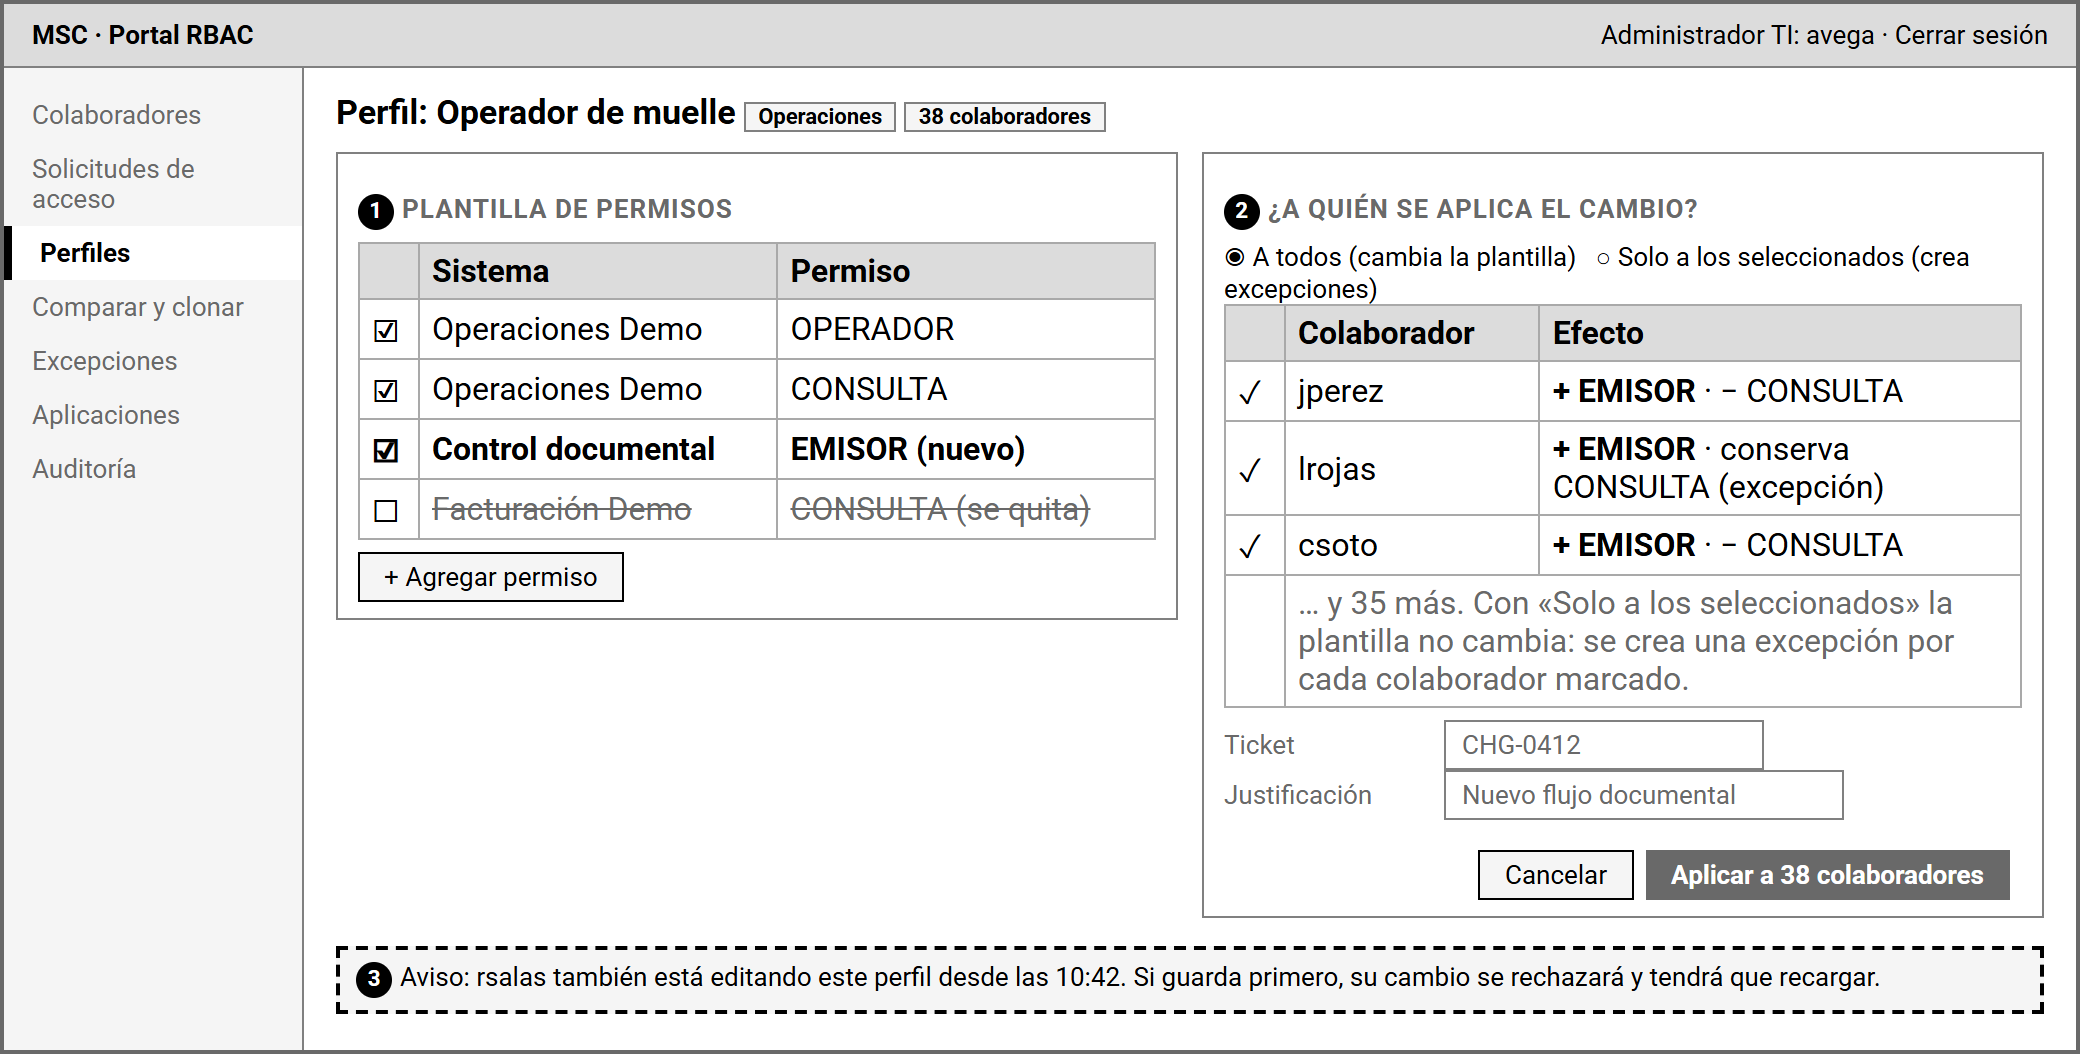 MSC · Portal RBAC
Administrador TI: avega · Cerrar sesión
Colaboradores
Solicitudes de
acceso
Perfiles
Comparar y clonar
Excepciones
Aplicaciones
Auditoría
Perfil: Operador de muelle
Operaciones
38 colaboradores
1 PLANTILLA DE PERMISOS
Sistema Permiso
☑ Operaciones Demo OPERADOR
☑ Operaciones Demo CONSULTA
☑ Control documental EMISOR (nuevo)
☐ Facturación Demo CONSULTA (se quita)
+ Agregar permiso
2 ¿A QUIÉN SE APLICA EL CAMBIO?
◉ A todos (cambia la plantilla) ○ Solo a los seleccionados (crea
excepciones)
Colaborador Efecto
✓ jperez + EMISOR · − CONSULTA
✓ lrojas + EMISOR · conserva
CONSULTA (excepción)
✓ csoto + EMISOR · − CONSULTA
… y 35 más. Con «Solo a los seleccionados» la
plantilla no cambia: se crea una excepción por
cada colaborador marcado.
Ticket CHG-0412
Justificación Nuevo flujo documental
Cancelar
Aplicar a 38 colaboradores
3 Aviso: rsalas también está editando este perfil desde las 10:42. Si guarda primero, su cambio se rechazará y tendrá que recargar.